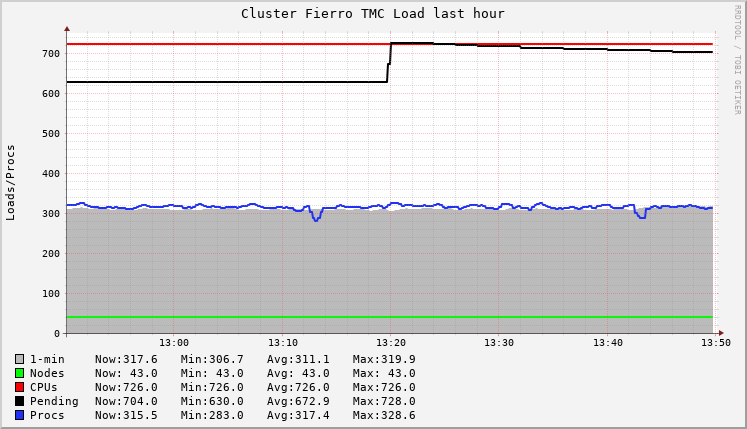 Cluster Fierro TMC Load last hour
RRDTOOL / TOBI OETIKER
Loads/Procs
700
600
500
400
300
200
100
0
13:00 13:10 13:20 13:30 13:40 13:50
1-min Now:317.6 Min:306.7 Avg:311.1 Max:319.9
Nodes Now: 43.0 Min: 43.0 Avg: 43.0 Max: 43.0
CPUs Now:726.0 Min:726.0 Avg:726.0 Max:726.0
Pending Now:704.0 Min:630.0 Avg:672.9 Max:728.0
Procs Now:315.5 Min:283.0 Avg:317.4 Max:328.6